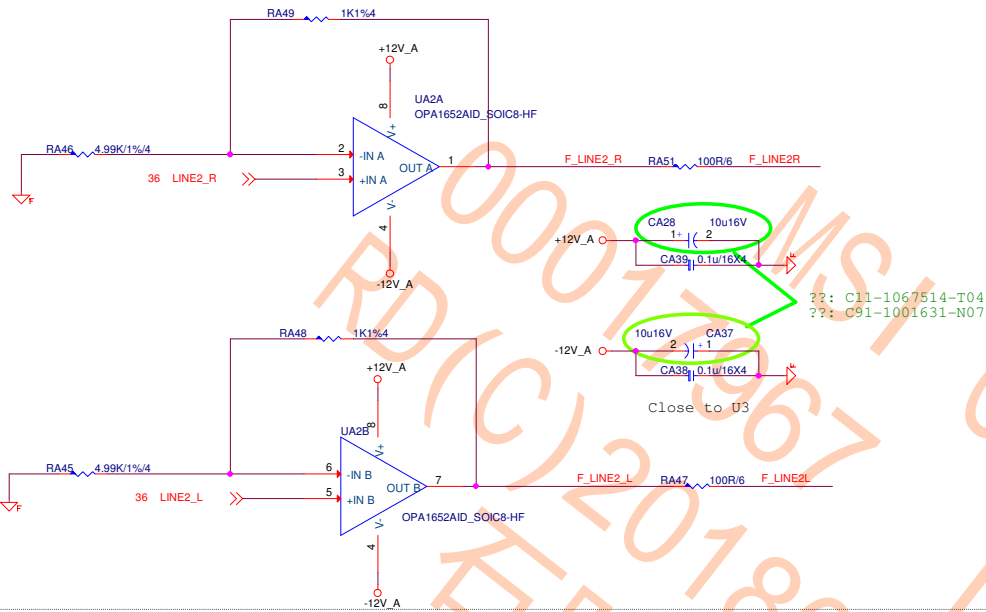 RA49 1K1%4
+12V_A
8
V+
UA2A
OPA1652AID_SOIC8-HF
RA46 4.99K/1%/4
2 -IN A
OUT A 1
F_LINE2_R RA51 100R/6 F_LINE2R
36 LINE2_R
3 +IN A
F
V-
4
-12V_A
CA28 10u16V
+12V_A 1 + 2
CA39 0.1u/16X4
F
??: C11-1067514-T04
??: C91-1001631-N07
10u16V CA37
-12V_A 2 + 1
CA38 0.1u/16X4
F
Close to U3
RA48 1K1%4
+12V_A
8
V+
UA2B
RA45 4.99K/1%/4
6 -IN B
OUT B 7
F_LINE2_L RA47 100R/6 F_LINE2L
36 LINE2_L
5 +IN B
F
OPA1652AID_SOIC8-HF
V-
4
-12V_A
MSI
00017967
RD(C)2018